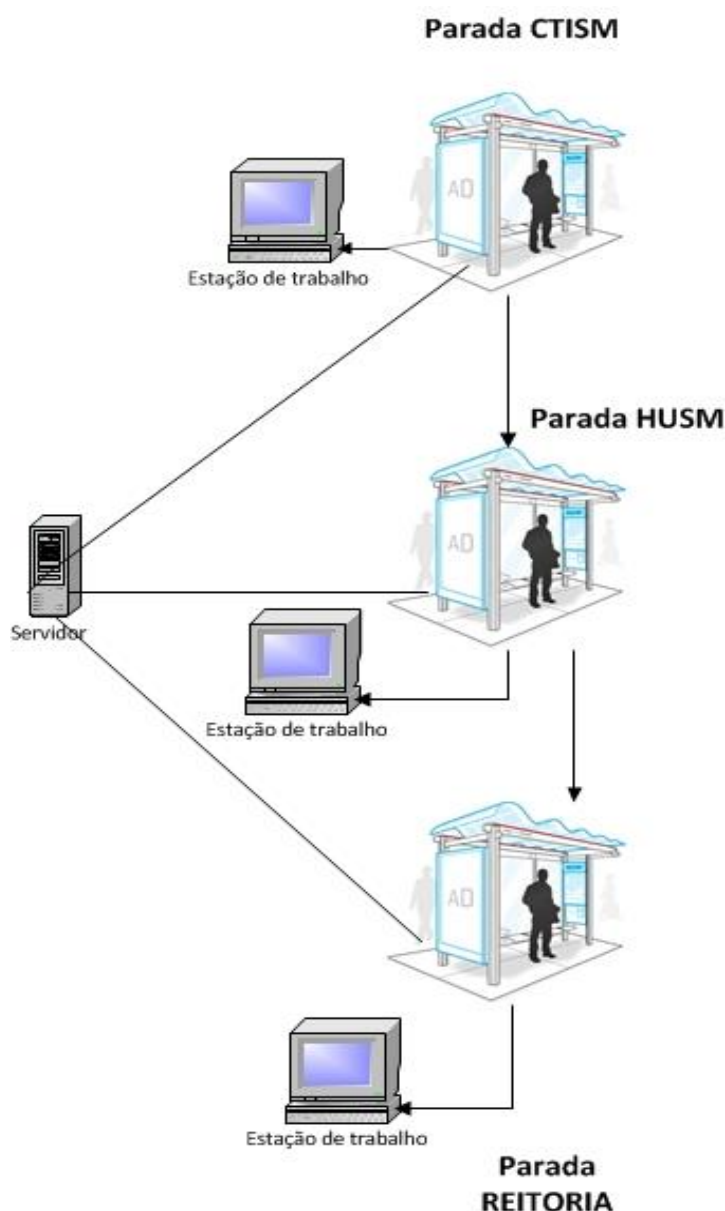 Parada CTISM
AD
Estação de trabalho
Parada HUSM
AD
Servidor
Estação de trabalho
AD
Estação de trabalho
Parada
REITORIA